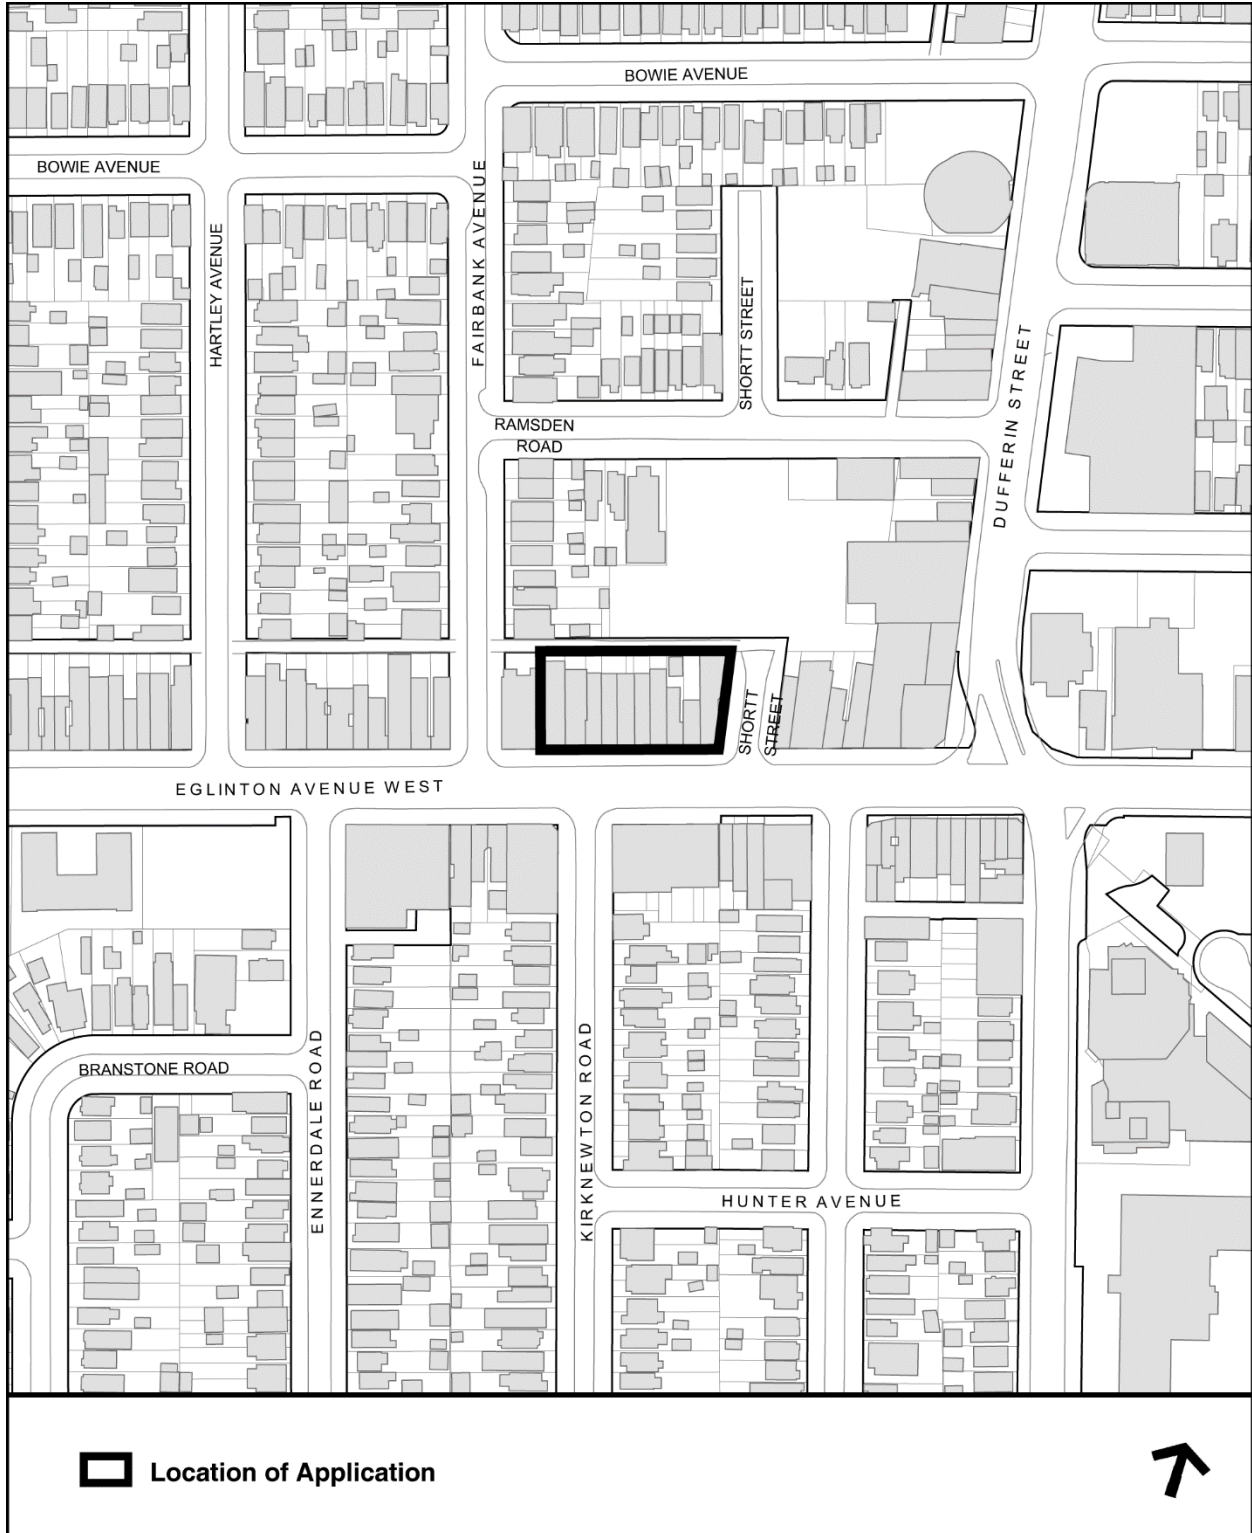 BOWIE AVENUE
BOWIE AVENUE
FAIRBANK AVENUE
HARTLEY AVENUE
SHORTT STREET
DUFFERIN STREET
RAMSDEN
ROAD
SHORTT
STREET
EGLINTON AVENUE WEST
BRANSTONE ROAD
ENNERDALE ROAD
KIRKNEWTON ROAD
HUNTER AVENUE
Location of Application